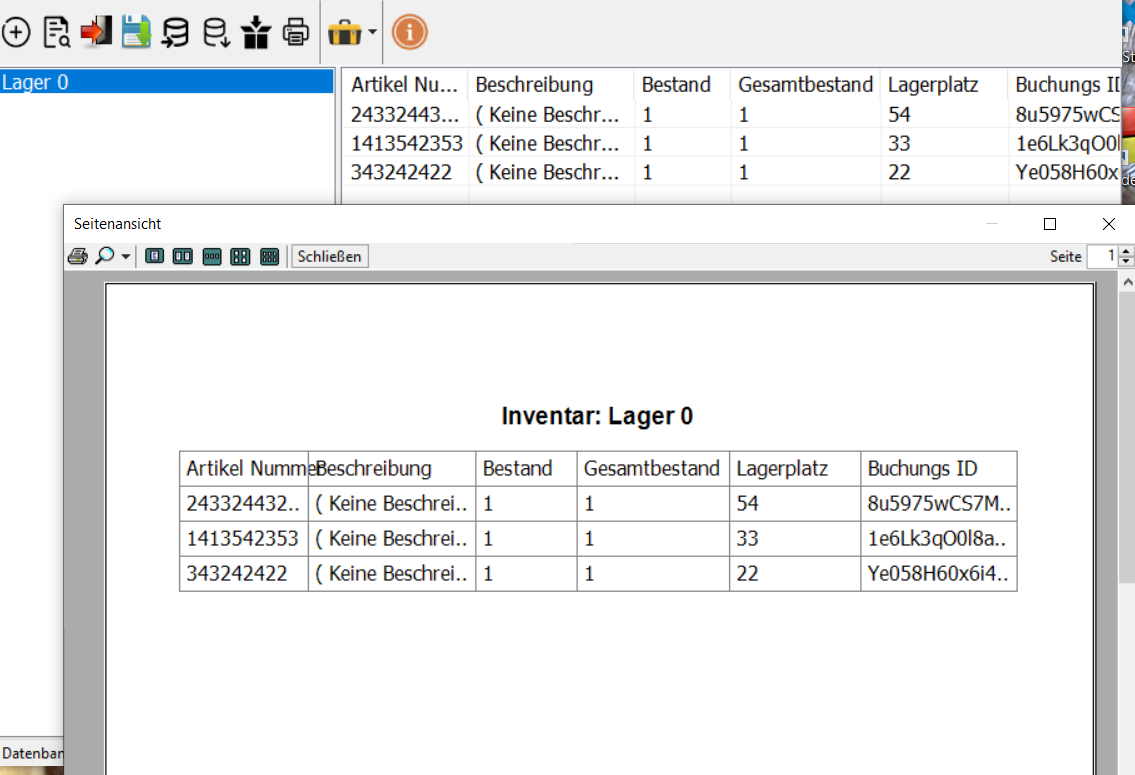 Lager 0
Artikel Nu... Beschreibung Bestand Gesamtbestand Lagerplatz Buchungs ID
24332443... ( Keine Beschr... 1 1 54 8u5975wCS
1413542353 ( Keine Beschr... 1 1 33 1e6Lk3qO0l
343242422 ( Keine Beschr... 1 1 22 Ye058H60x
Seitenansicht
Schließen Seite 1
Inventar: Lager 0
Artikel Nummer Beschreibung Bestand Gesamtbestand Lagerplatz Buchungs ID
243324432.. ( Keine Beschrei.. 1 1 54 8u5975wCS7M..
1413542353 ( Keine Beschrei.. 1 1 33 1e6Lk3qO0l8a..
343242422 ( Keine Beschrei.. 1 1 22 Ye058H60x6i4..
Datenban